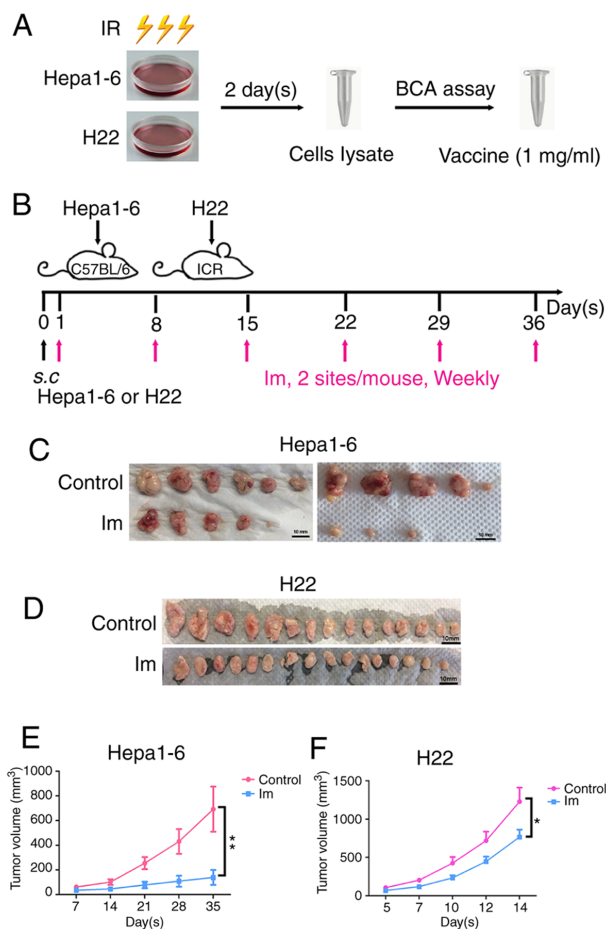 A
IR
Hepa1-6
H22
2 day(s)
BCA assay
Cells lysate
Vaccine (1 mg/ml)
B
Hepa1-6
H22
C57BL/6
ICR
Day(s)
0 1 8 15 22 29 36
s.c
Im, 2 sites/mouse, Weekly
Hepa1-6 or H22
C
Hepa1-6
Control
Im
10 mm
10 mm
D
H22
Control
10mm
Im
10mm
E
Hepa1-6
Tumor volume (mm3)
1000
800
600
400
200
0
7 14 21 28 35
Day(s)
Control
Im
**
F
H22
Tumor volume (mm3)
1500
1000
500
0
5 7 10 12 14
Day(s)
Control
Im
*